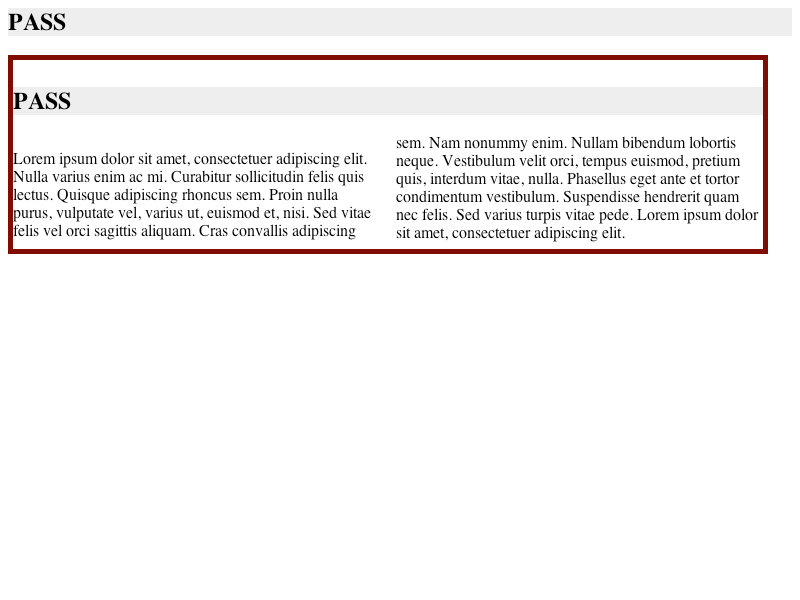 PASS
PASS
Lorem ipsum dolor sit amet, consectetuer adipiscing elit.
Nulla varius enim ac mi. Curabitur sollicitudin felis quis
lectus. Quisque adipiscing rhoncus sem. Proin nulla
purus, vulputate vel, varius ut, euismod et, nisi. Sed vitae
felis vel orci sagittis aliquam. Cras convallis adipiscing
sem. Nam nonummy enim. Nullam bibendum lobortis
neque. Vestibulum velit orci, tempus euismod, pretium
quis, interdum vitae, nulla. Phasellus eget ante et tortor
condimentum vestibulum. Suspendisse hendrerit quam
nec felis. Sed varius turpis vitae pede. Lorem ipsum dolor
sit amet, consectetuer adipiscing elit.